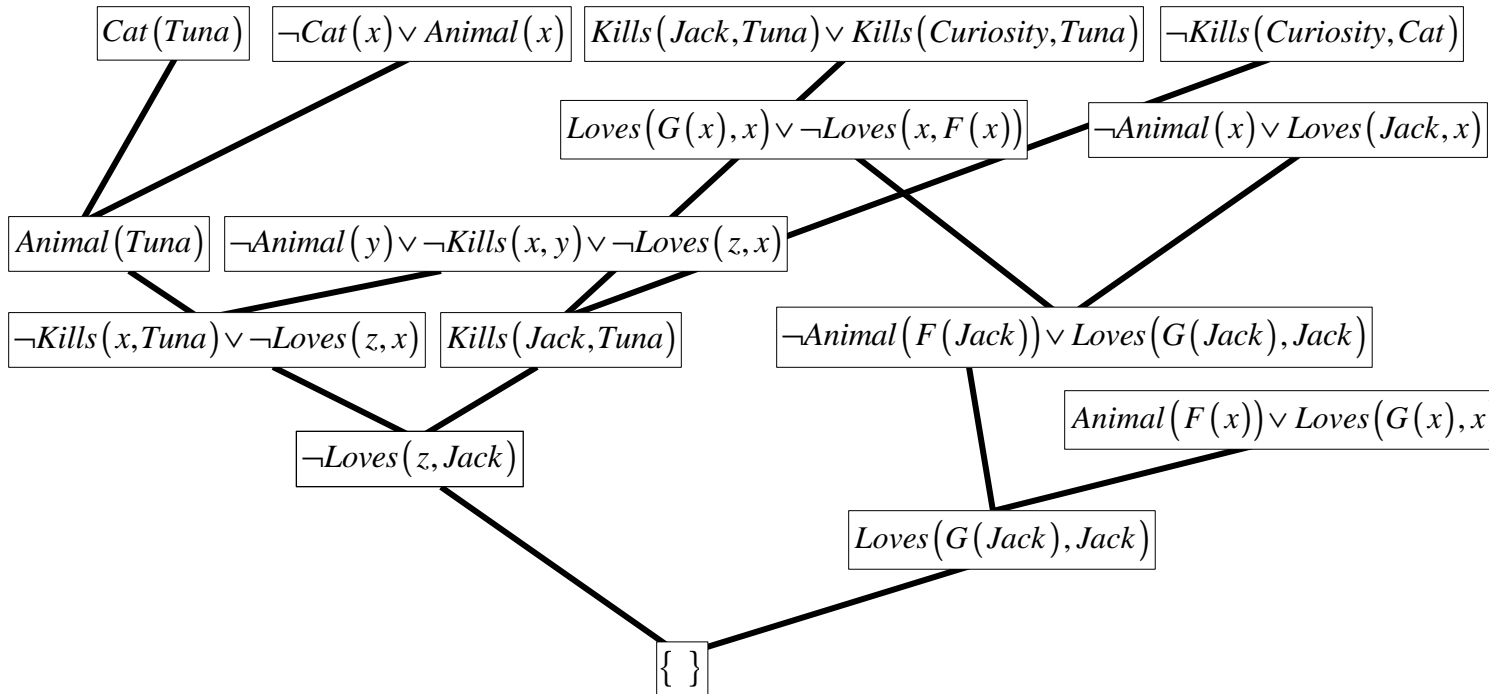 Cat(Tuna)
¬Cat(x)∨Animal(x)
Kills(Jack,Tuna)∨Kills(Curiosity,Tuna)
¬Kills(Curiosity,Cat)
Loves(G(x),x)∨¬Loves(x,F(x))
¬Animal(x)∨Loves(Jack,x)
Animal(Tuna)
¬Animal(y)∨¬Kills(x,y)∨¬Loves(z,x)
¬Kills(x,Tuna)∨¬Loves(z,x)
Kills(Jack,Tuna)
¬Animal(F(Jack))∨Loves(G(Jack),Jack)
Animal(F(x))∨Loves(G(x),x)
¬Loves(z,Jack)
Loves(G(Jack),Jack)
{ }